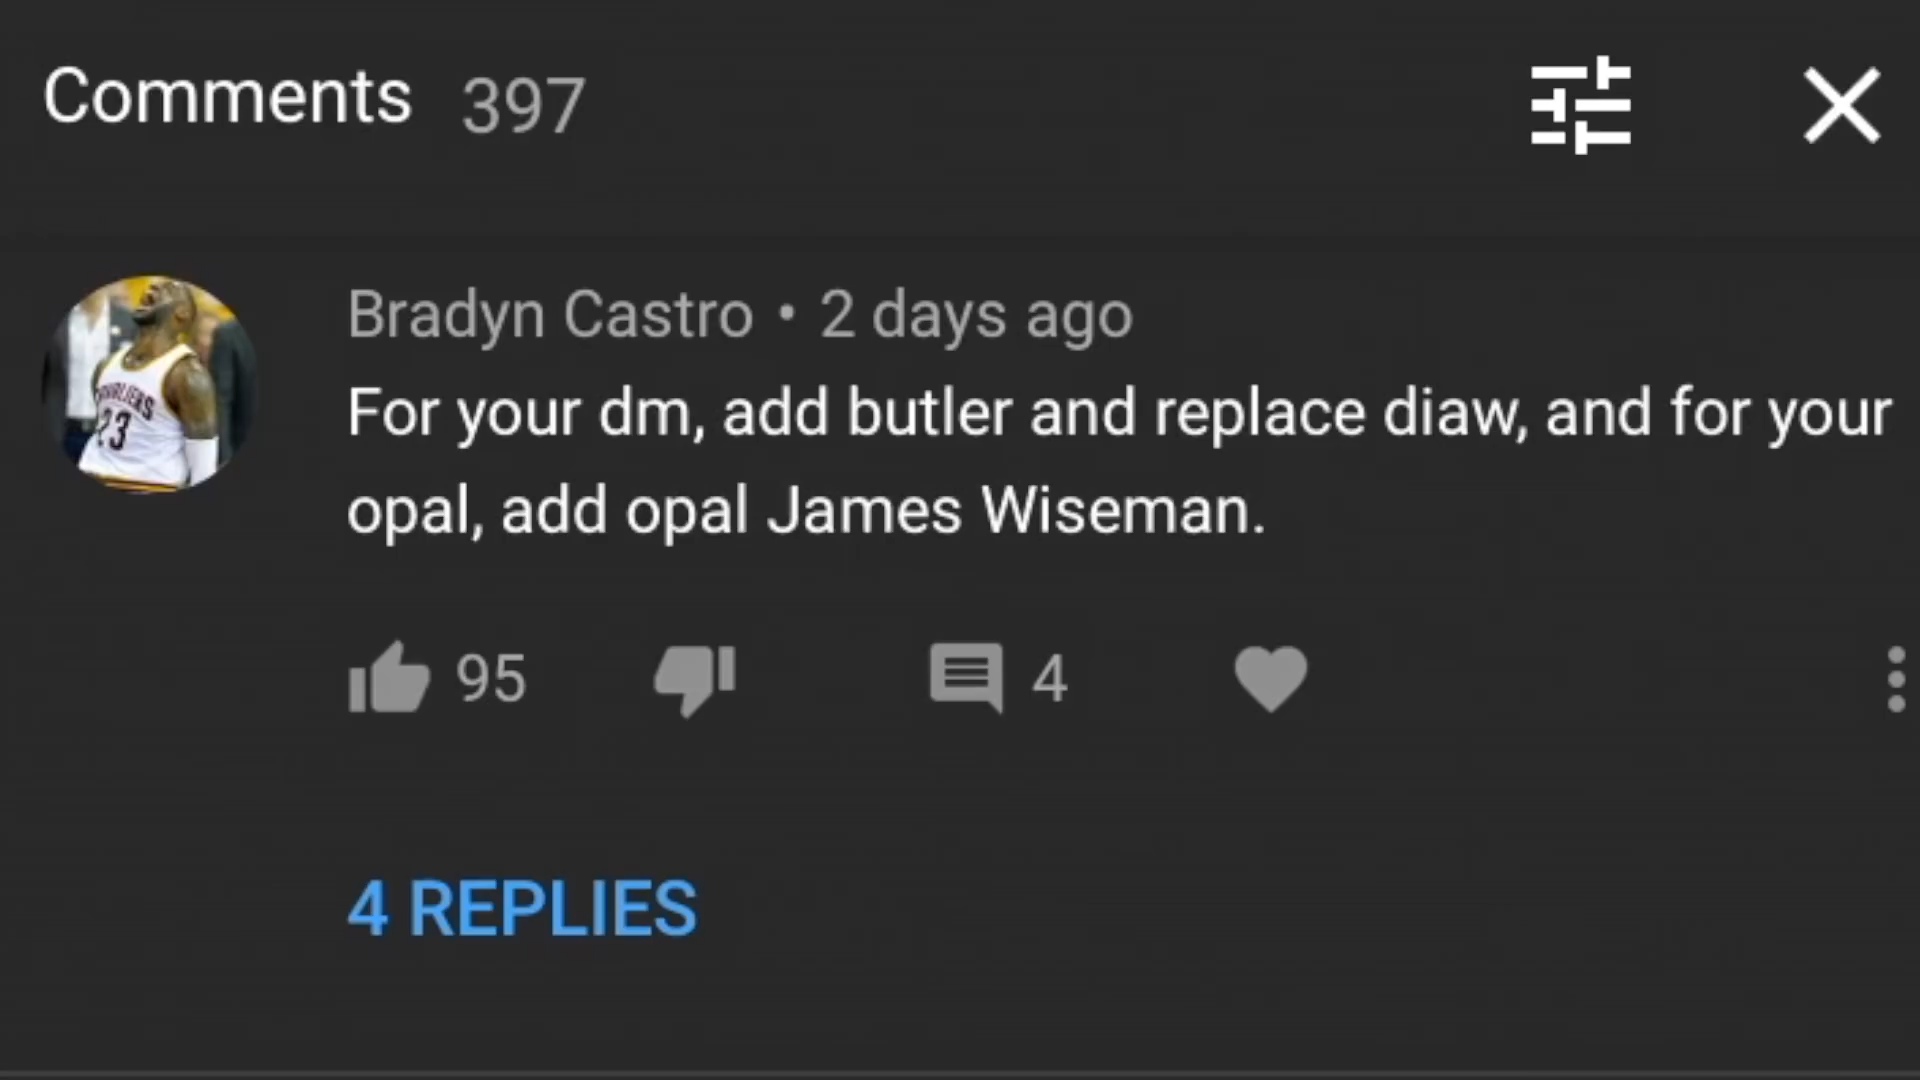 Comments 397
Bradyn Castro • 2 days ago
For your dm, add butler and replace diaw, and for your
opal, add opal James Wiseman.
95 4
4 REPLIES